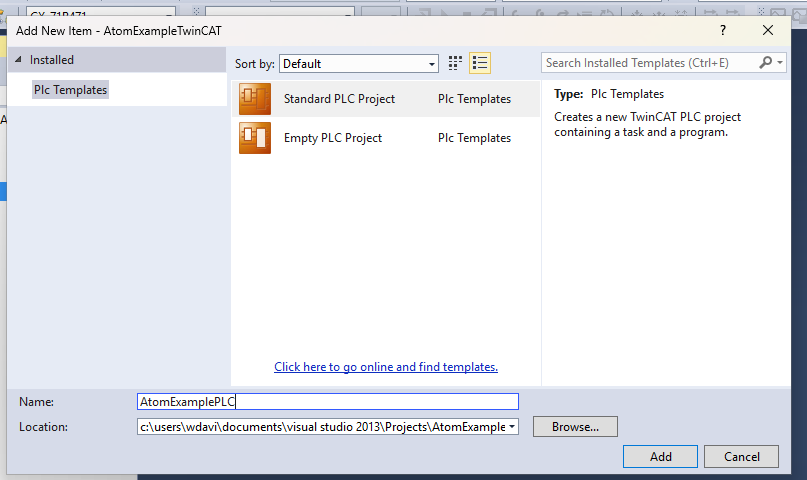 Add New Item - AtomExampleTwinCAT
?
Installed
Sort by: Default
Search Installed Templates (Ctrl+E)
Plc Templates
Standard PLC Project Plc Templates
Empty PLC Project Plc Templates
Type: Plc Templates
Creates a new TwinCAT PLC project
containing a task and a program.
Click here to go online and find templates.
Name: AtomExamplePLC
Location: c:\users\wdavi\documents\visual studio 2013\Projects\AtomExample
Browse...
Add Cancel